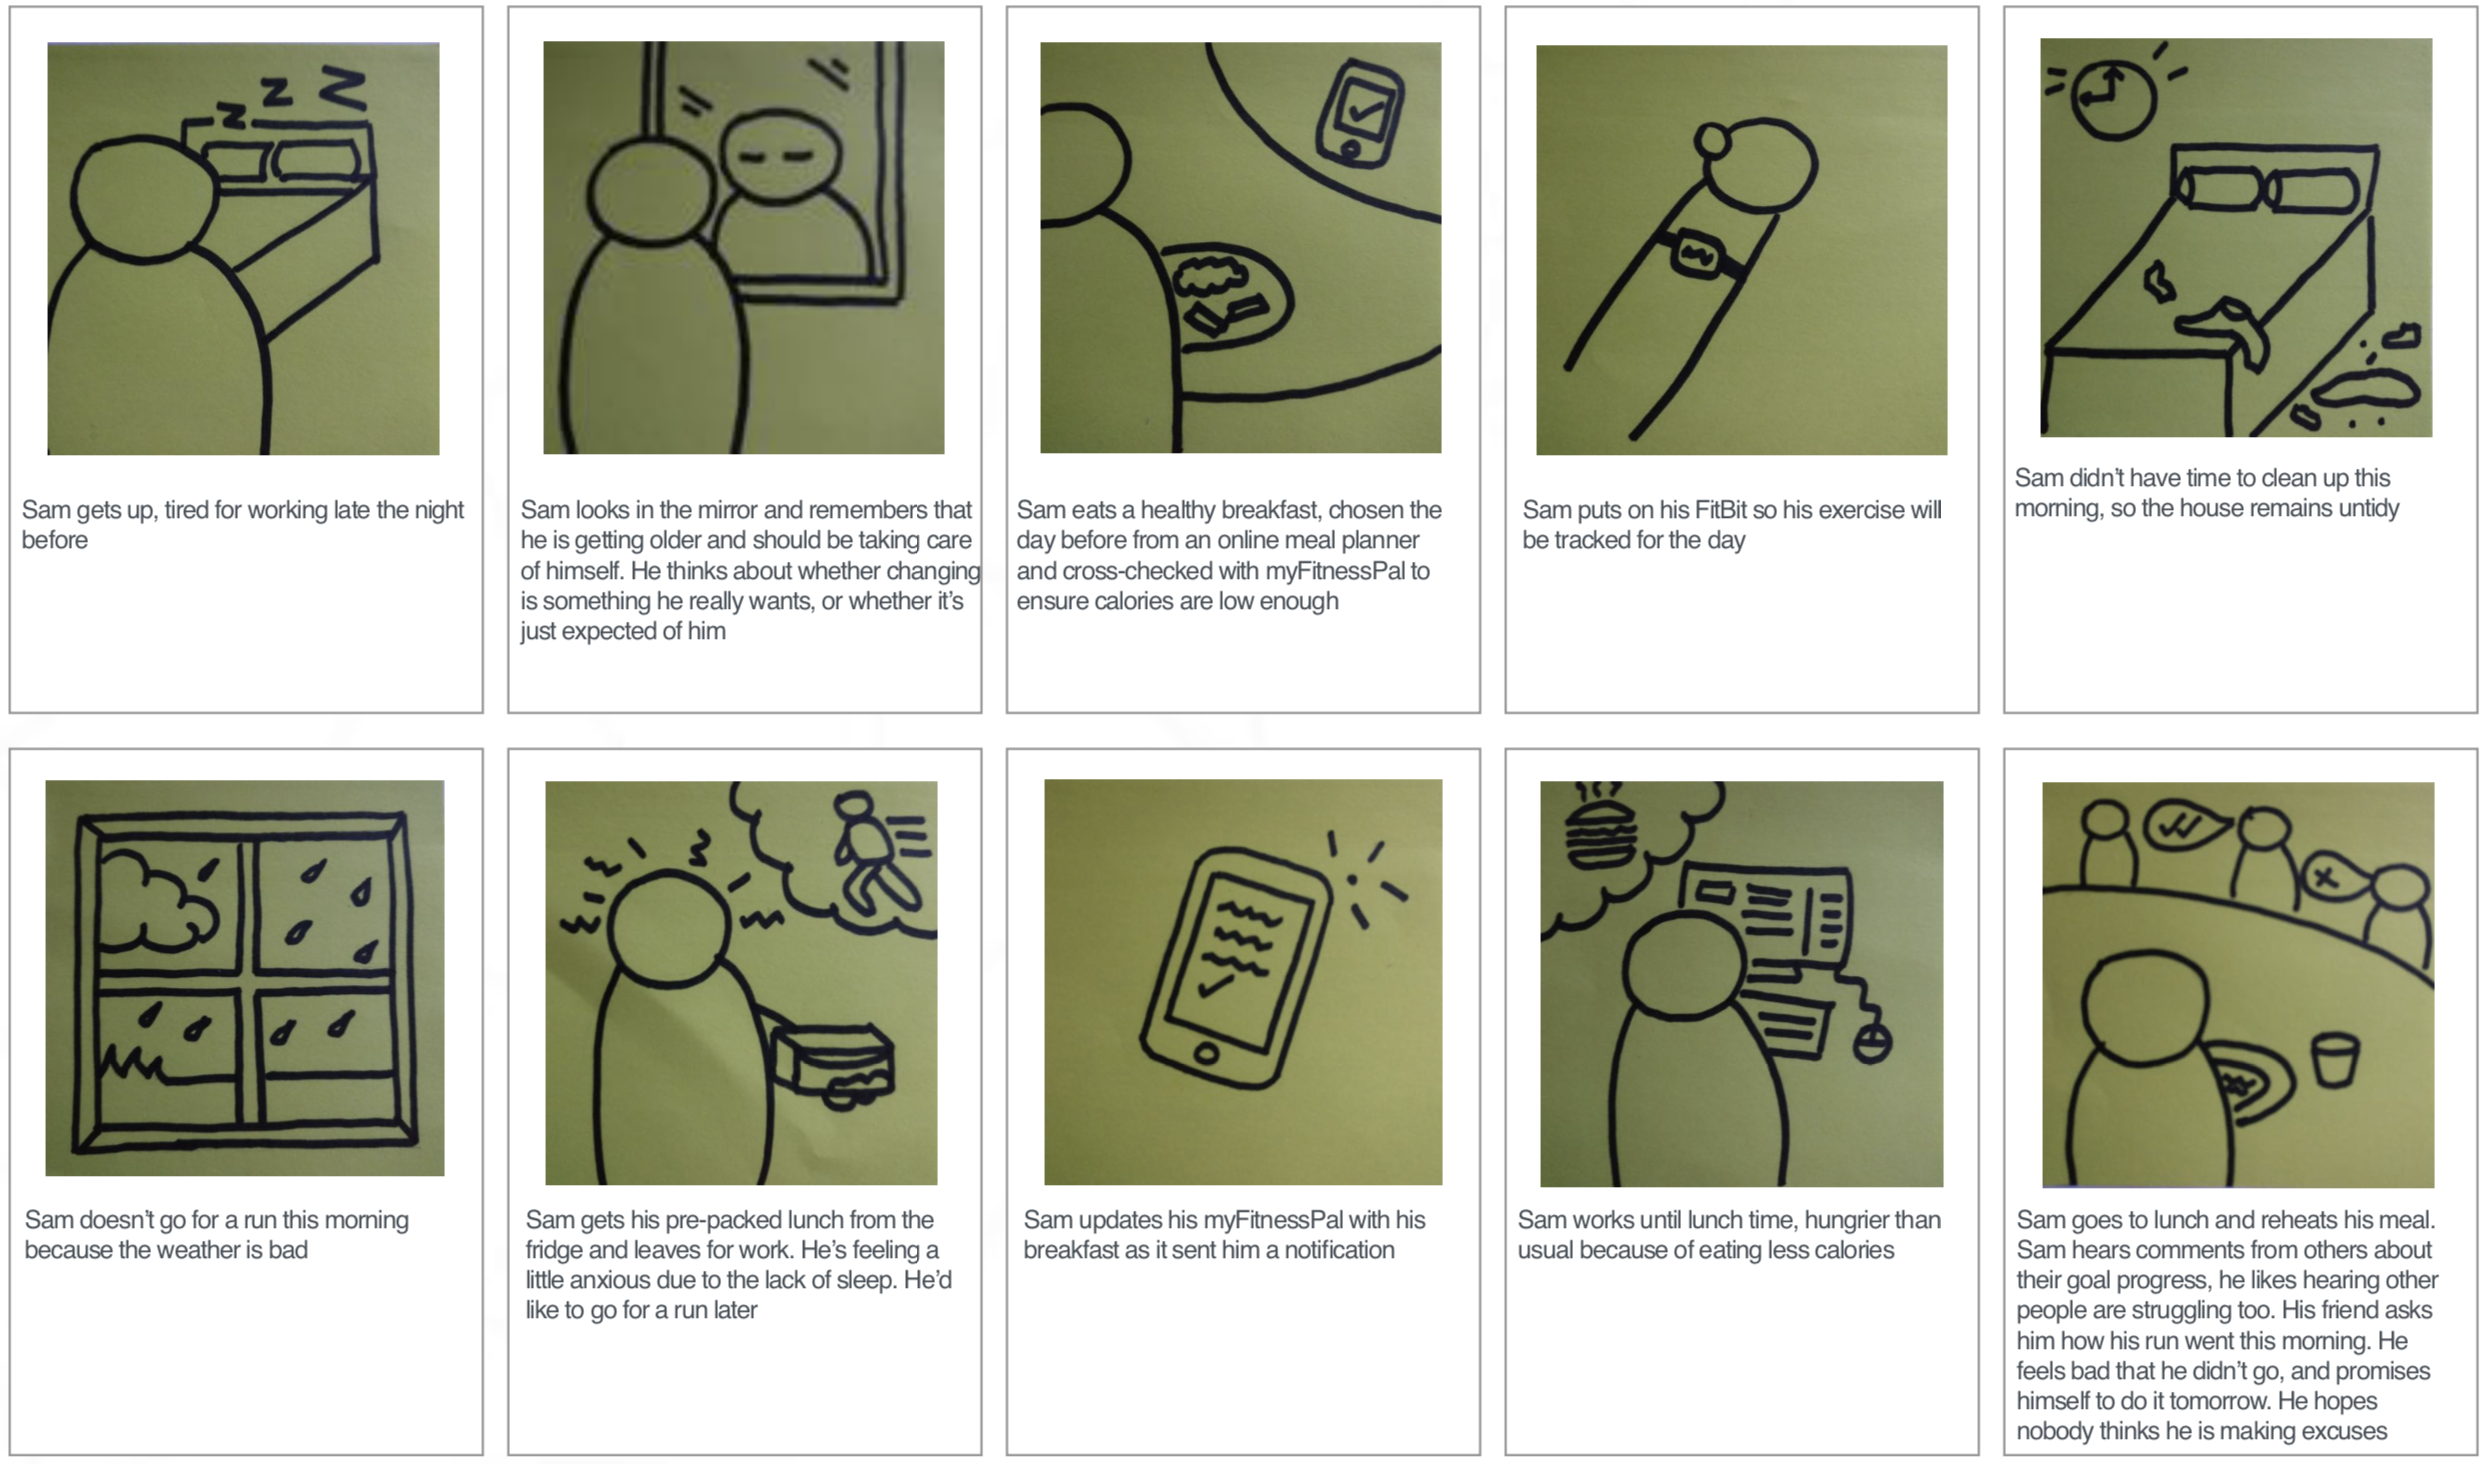 z z Z
Sam gets up, tired for working late the night
before
Sam looks in the mirror and remembers that
he is getting older and should be taking care
of himself. He thinks about whether changing
is something he really wants, or whether it's
just expected of him
Sam eats a healthy breakfast, chosen the
day before from an online meal planner
and cross-checked with myFitnessPal to
ensure calories are low enough
Sam puts on his FitBit so his exercise will
be tracked for the day
Sam didn't have time to clean up this
morning, so the house remains untidy
Sam doesn't go for a run this morning
because the weather is bad
Sam gets his pre-packed lunch from the
fridge and leaves for work. He's feeling a
little anxious due to the lack of sleep. He'd
like to go for a run later
Sam updates his myFitnessPal with his
breakfast as it sent him a notification
Sam works until lunch time, hungrier than
usual because of eating less calories
Sam goes to lunch and reheats his meal.
Sam hears comments from others about
their goal progress, he likes hearing other
people are struggling too. His friend asks
him how his run went this morning. He
feels bad that he didn't go, and promises
himself to do it tomorrow. He hopes
nobody thinks he is making excuses